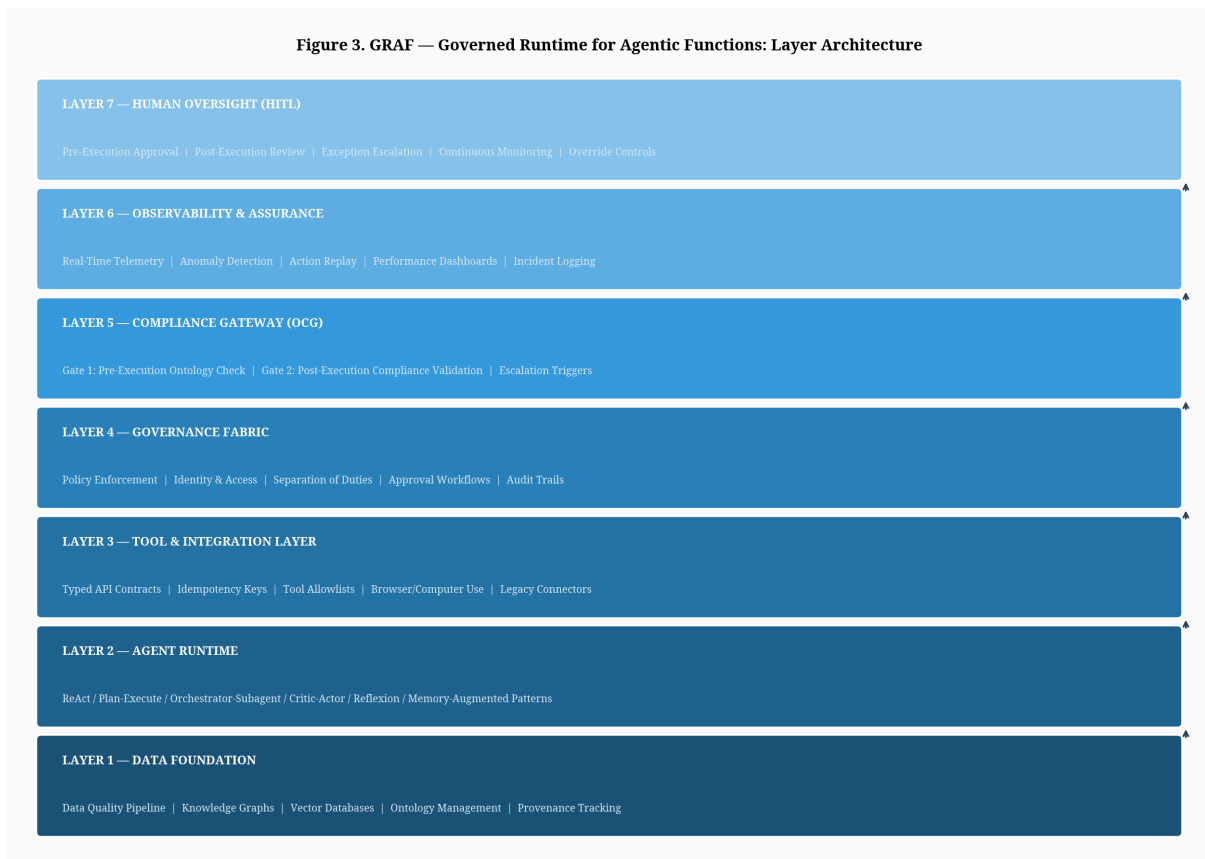 Figure 3. GRAF — Governed Runtime for Agentic Functions: Layer Architecture
LAYER 7 — HUMAN OVERSIGHT (HITL)
Pre-Execution Approval | Post-Execution Review | Exception Escalation | Continuous Monitoring | Override Controls
LAYER 6 — OBSERVABILITY & ASSURANCE
Real-Time Telemetry | Anomaly Detection | Action Replay | Performance Dashboards | Incident Logging
LAYER 5 — COMPLIANCE GATEWAY (OCG)
Gate 1: Pre-Execution Ontology Check | Gate 2: Post-Execution Compliance Validation | Escalation Triggers
LAYER 4 — GOVERNANCE FABRIC
Policy Enforcement | Identity & Access | Separation of Duties | Approval Workflows | Audit Trails
LAYER 3 — TOOL & INTEGRATION LAYER
Typed API Contracts | Idempotency Keys | Tool Allowlists | Browser/Computer Use | Legacy Connectors
LAYER 2 — AGENT RUNTIME
ReAct / Plan-Execute / Orchestrator-Subagent / Critic-Actor / Reflexion / Memory-Augmented Patterns
LAYER 1 — DATA FOUNDATION
Data Quality Pipeline | Knowledge Graphs | Vector Databases | Ontology Management | Provenance Tracking